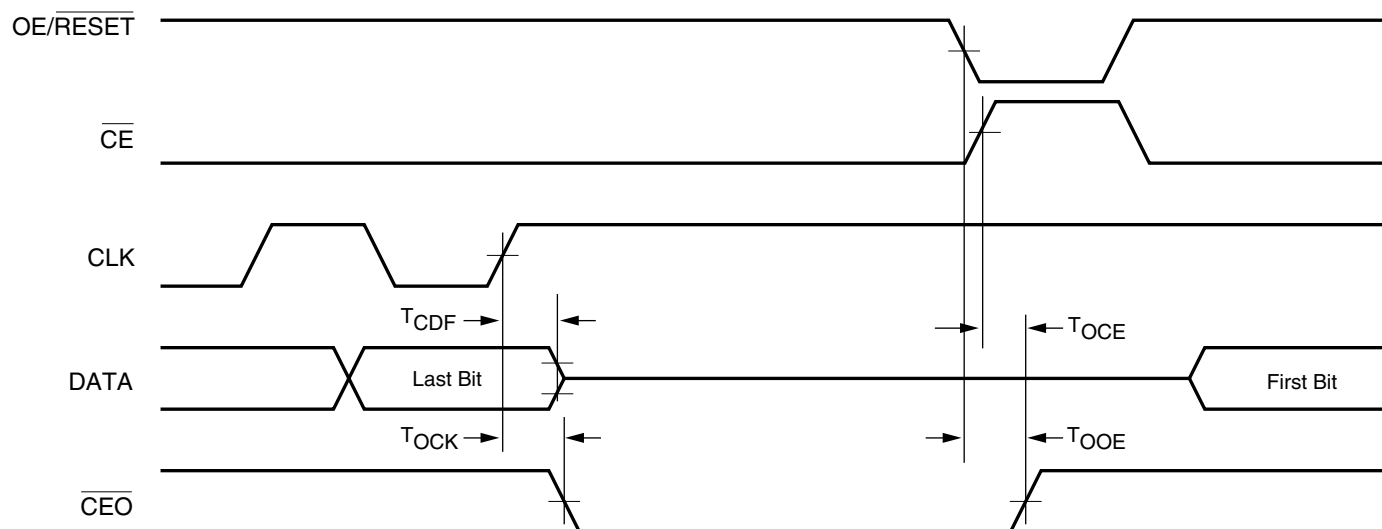 OE/RESET
CE
CLK
TCDF
TOCE
DATA
Last Bit
First Bit
TOCK
TOOE
CEO